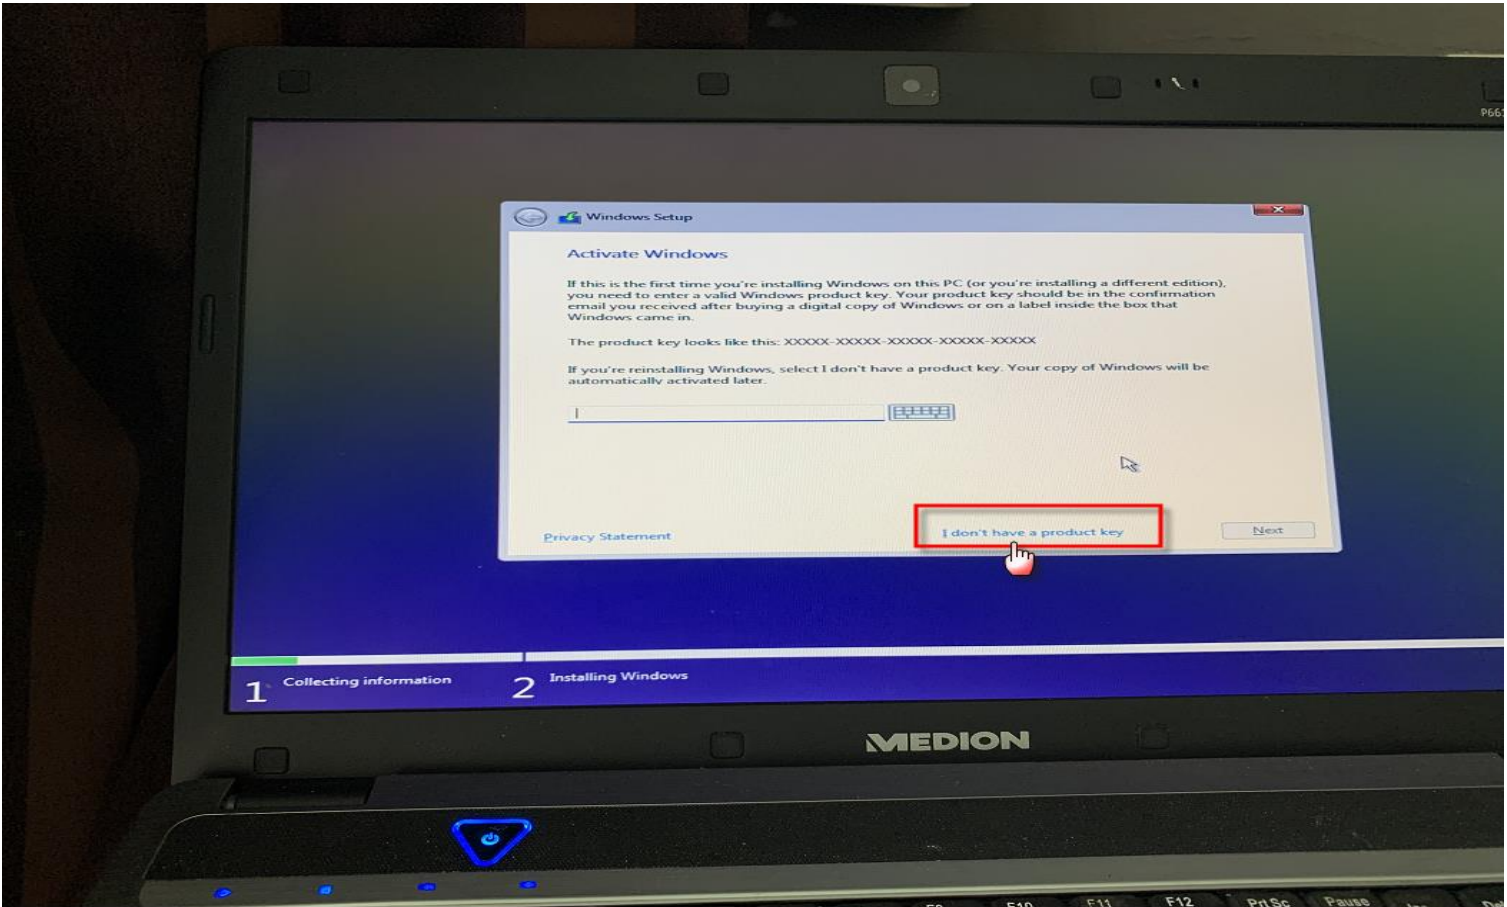 P66
Windows Setup
Activate Windows
If this is the first time you're installing Windows on this PC (or you're installing a different edition),
you need to enter a valid Windows product key. Your product key should be in the confirmation
email you received after buying a digital copy of Windows or on a label inside the box that
Windows came in.
The product key looks like this: XXXXX-XXXXX-XXXXX-XXXXX-XXXXX
If you're reinstalling Windows, select I don't have a product key. Your copy of Windows will be
automatically activated later.
Privacy Statement
I don't have a product key
Next
1 Collecting information
2 Installing Windows
MEDION
F10 F11 F12 PrtSc Pause